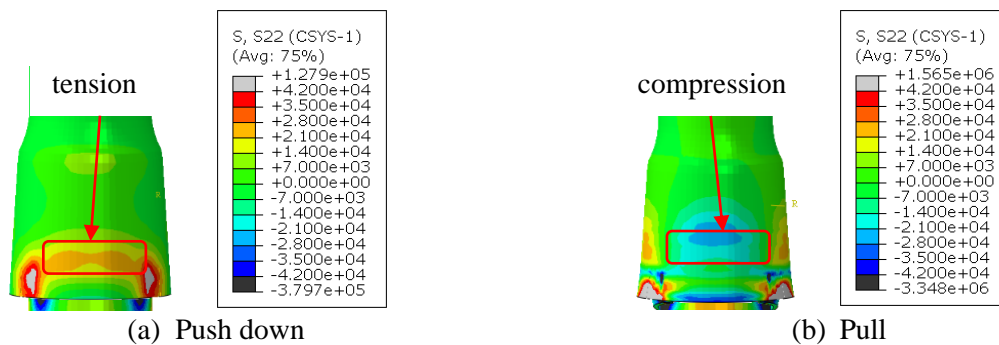 tension
S, S22 (CSYS-1)
(Avg: 75%)
+1.279e+05
+4.200e+04
+3.500e+04
+2.800e+04
+2.100e+04
+1.400e+04
+7.000e+03
+0.000e+00
-7.000e+03
-1.400e+04
-2.100e+04
-2.800e+04
-3.500e+04
-4.200e+04
-3.797e+05
R
(a) Push down
compression
S, S22 (CSYS-1)
(Avg: 75%)
+1.565e+06
+4.200e+04
+3.500e+04
+2.800e+04
+2.100e+04
+1.400e+04
+7.000e+03
+0.000e+00
-7.000e+03
-1.400e+04
-2.100e+04
-2.800e+04
-3.500e+04
-4.200e+04
-3.348e+06
R
(b) Pull